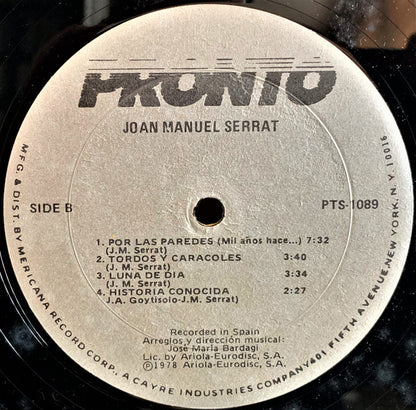 PRONTO
JOAN MANUEL SERRAT
SIDE B
PTS-1089
1. POR LAS PAREDES (Mil años hace...) 7:32
(J.M. Serrat)
2. TORDOS Y CARACOLES 3:40
(J. M. Serrat)
3. LUNA DE DIA 3:34
(J. M. Serrat)
4. HISTORIA CONOCIDA 2:27
J.A. Goytisolo-J.M. Serrat)
Recorded in Spain
Arreglos y dirección musical:
José María Bardagi
Lic. by Ariola-Eurodisc, S.A.
Ⓟ1978 Ariola-Eurodisc, S.A.
MFG. & DIST. BY MERICANA RECORD CORP., A CAYRE INDUSTRIES COMPANY/401 FIFTH AVENUE, NEW YORK, N. Y. 10016